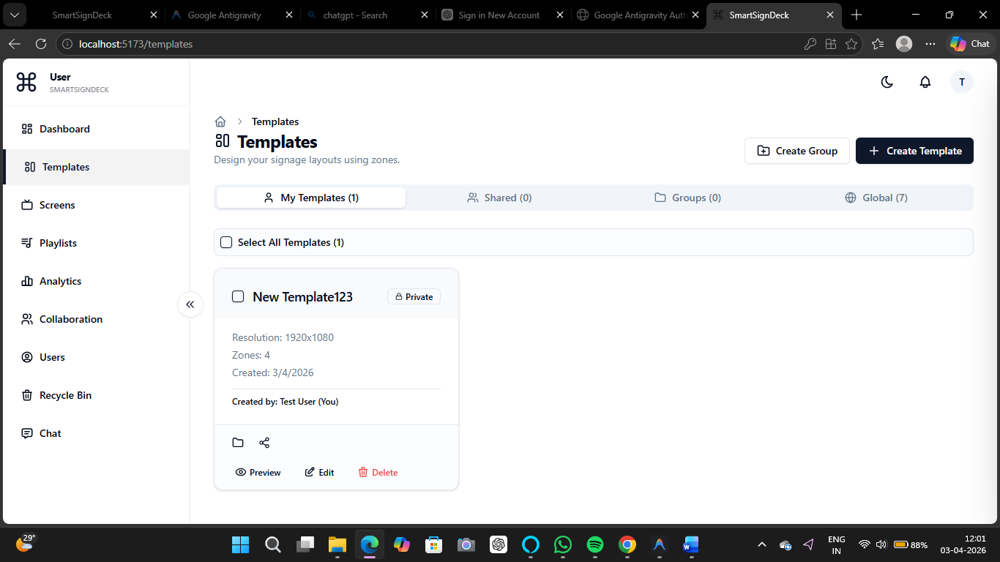 SmartSignDeck
Google Antigravity
chatgpt - Search
Sign in New Account
Google Antigravity Auth
SmartSignDeck
localhost:5173/templates
Chat
User
SMARTSIGNDECK
T
Dashboard
Templates
Screens
Playlists
Analytics
Collaboration
Users
Recycle Bin
Chat
Templates
Templates
Design your signage layouts using zones.
Create Group
Create Template
My Templates (1)
Shared (0)
Groups (0)
Global (7)
Select All Templates (1)
New Template123
Private
Resolution: 1920x1080
Zones: 4
Created: 3/4/2026
Created by: Test User (You)
Preview
Edit
Delete
29°
ENG
IN
88%
12:01
03-04-2026